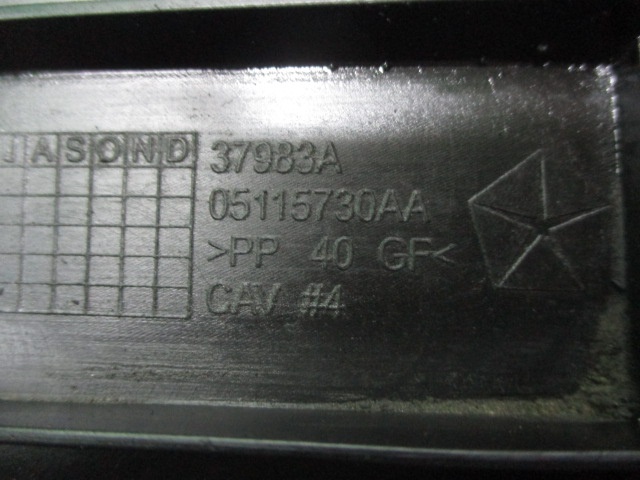 JASOND
37983A
05115730AA
>PP 40 GF<
CAV #4